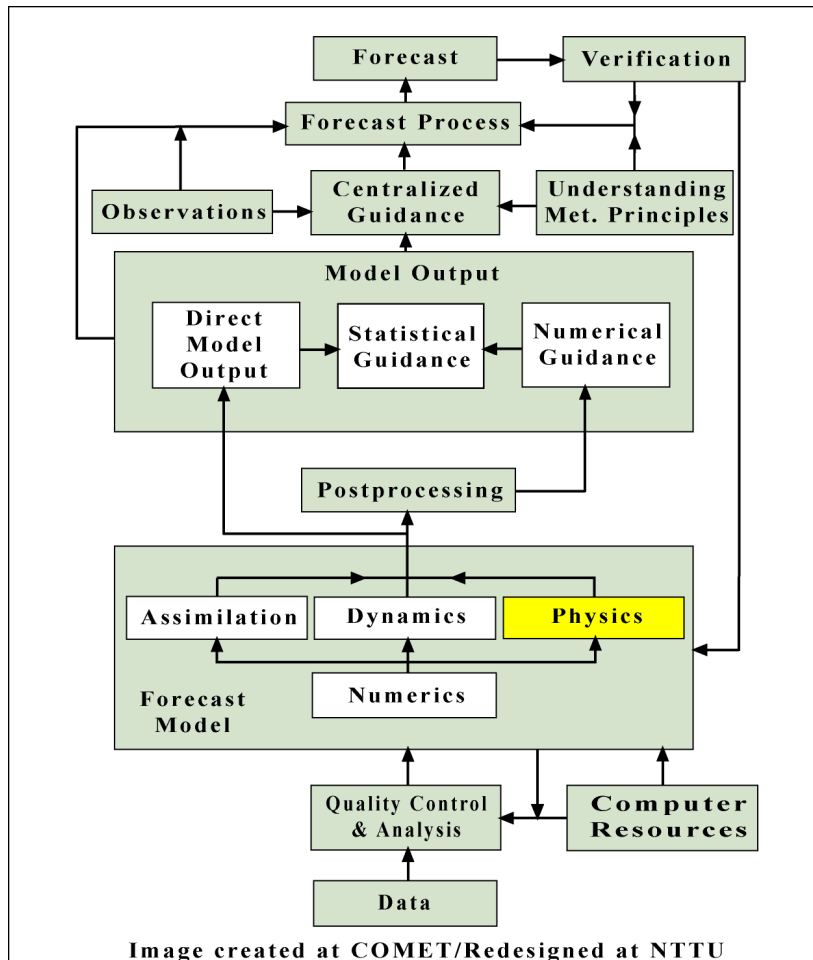 Forecast
Verification
Forecast Process
Observations
Centralized
Guidance
Understanding
Met. Principles
Model Output
Direct
Model
Output
Statistical
Guidance
Numerical
Guidance
Postprocessing
Assimilation
Dynamics
Physics
Numerics
Forecast
Model
Quality Control
& Analysis
Computer
Resources
Data
Image created at COMET/Redesigned at NTTU